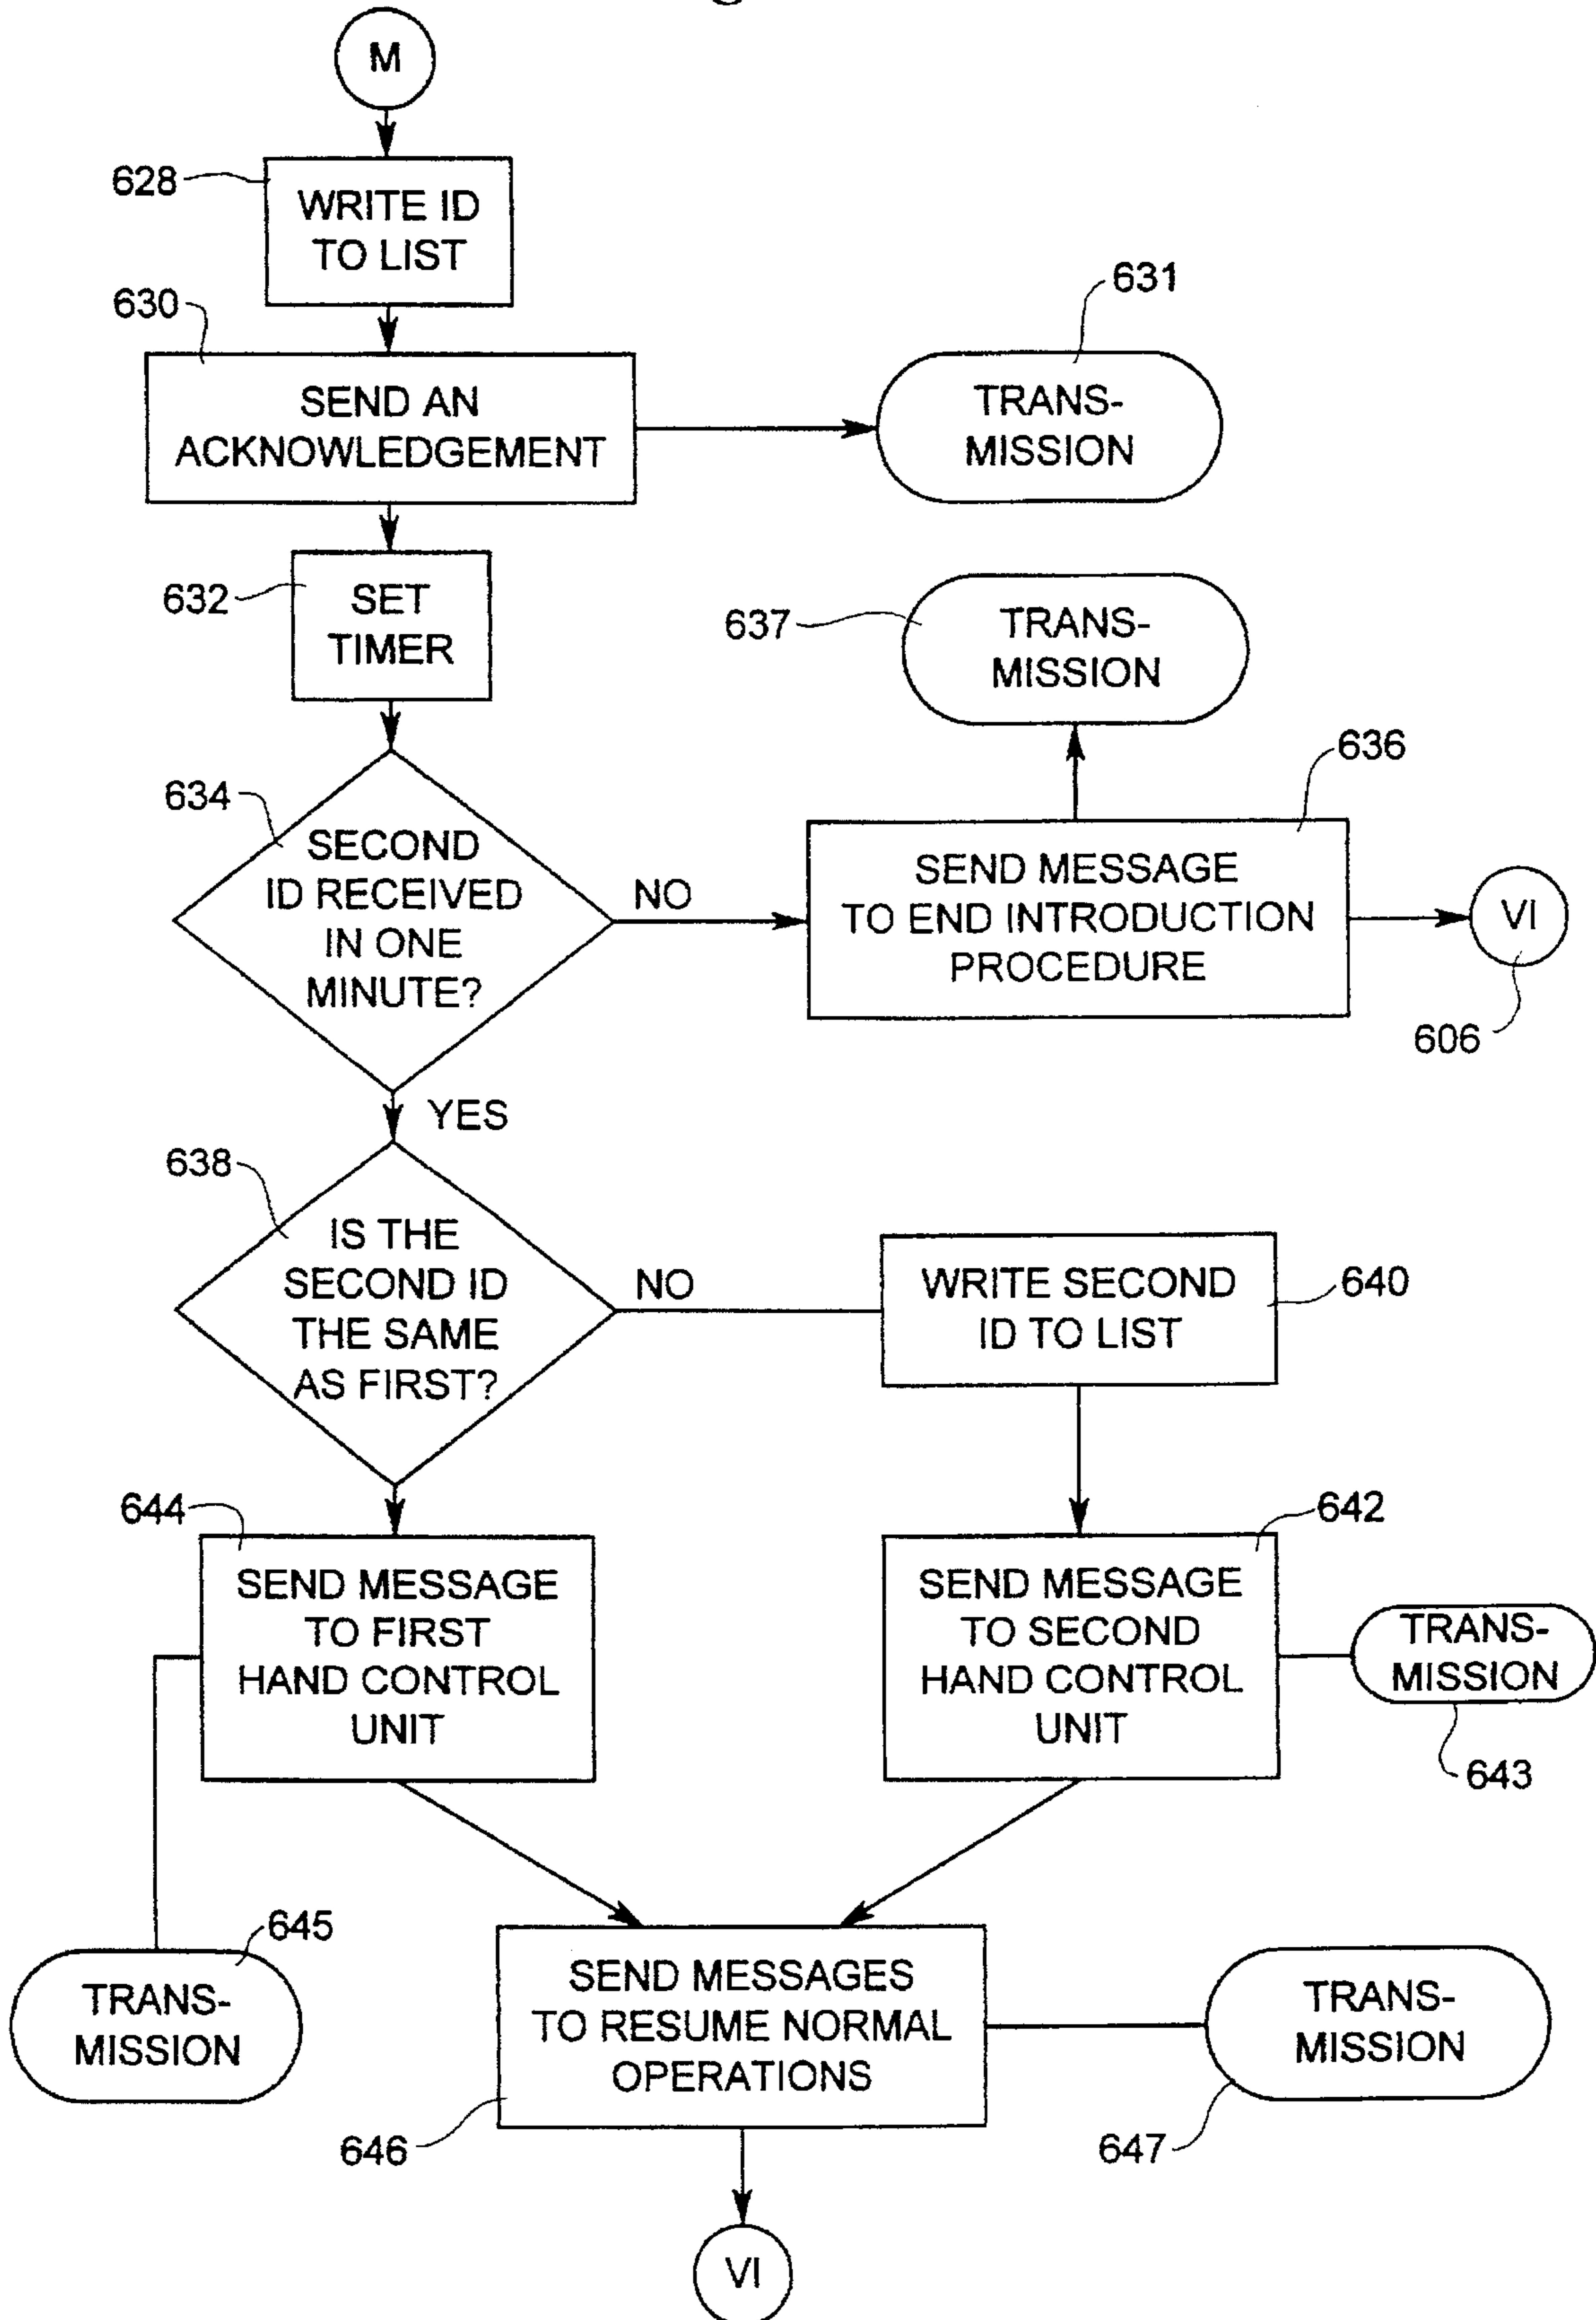 M
628
WRITE ID
TO LIST
630
631
SEND AN
ACKNOWLEDGEMENT
TRANS-
MISSION
632
SET
TIMER
637
TRANS-
MISSION
636
634
SECOND
ID RECEIVED
IN ONE
MINUTE?
NO
SEND MESSAGE
TO END INTRODUCTION
PROCEDURE
VI
606
YES
638
IS THE
SECOND ID
THE SAME
AS FIRST?
NO
WRITE SECOND
ID TO LIST
640
644
SEND MESSAGE
TO FIRST
HAND CONTROL
UNIT
642
SEND MESSAGE
TO SECOND
HAND CONTROL
UNIT
TRANS-
MISSION
643
645
TRANS-
MISSION
SEND MESSAGES
TO RESUME NORMAL
OPERATIONS
TRANS-
MISSION
646
647
VI